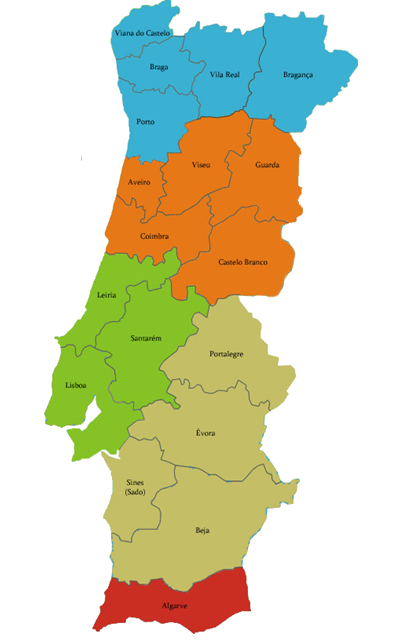 Viana do Castelo
Braga
Vila Real
Bragança
Porto
Viseu
Guarda
Aveiro
Coimbra
Castelo Branco
Leiria
Santarém
Portalegre
Lisboa
Évora
Sines
(Sado)
Beja
Algarve